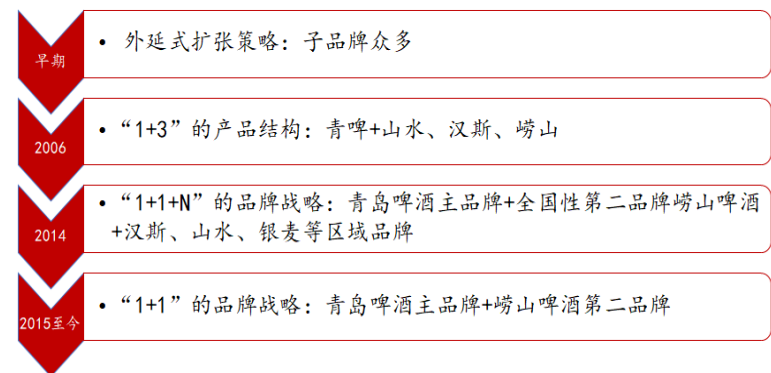 早期
• 外延式扩张策略：子品牌众多
2006
•“1+3”的产品结构：青啤+山水、汉斯、崂山
2014
•“1+1+N”的品牌战略：青岛啤酒主品牌+全国性第二品牌崂山啤酒
+汉斯、山水、银麦等区域品牌
2015至今
•“1+1”的品牌战略：青岛啤酒主品牌+崂山啤酒第二品牌